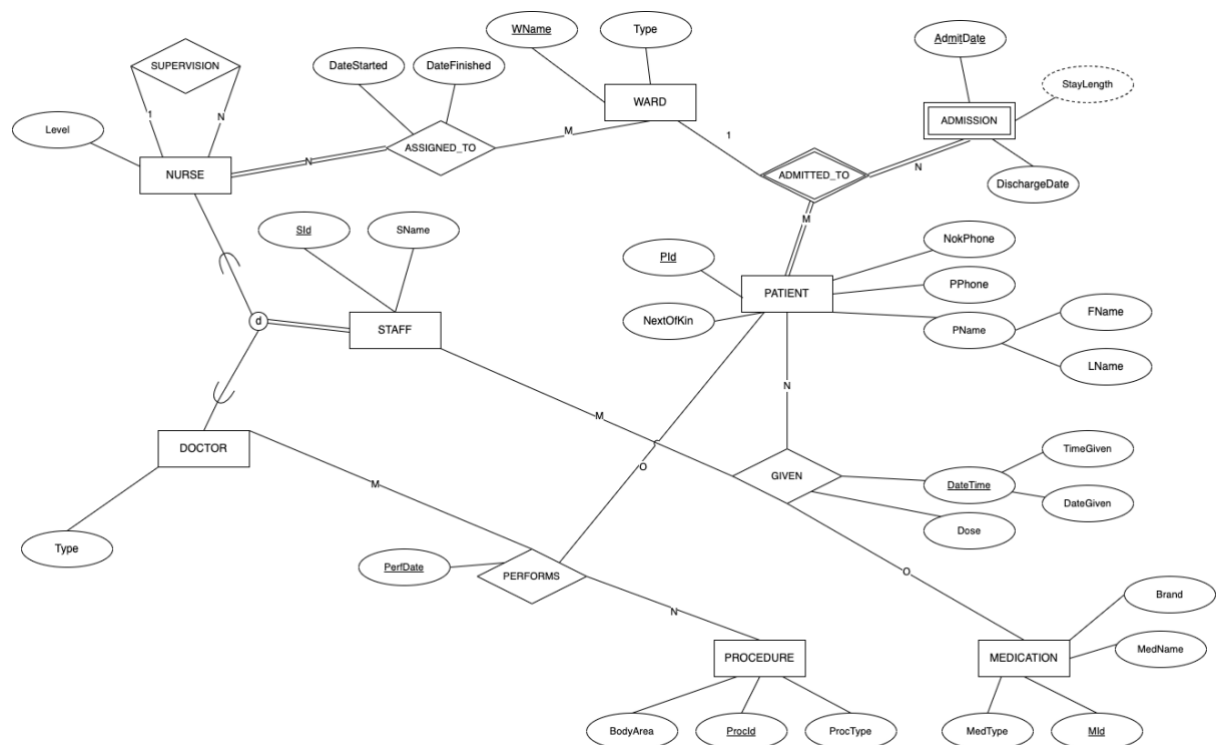 WName
Type
AdmitDate
SUPERVISION
DateStarted
DateFinished
StayLength
WARD
1
N
M
ADMISSION
Level
ASSIGNED_TO
1
N
NURSE
ADMITTED_TO
N
DischargeDate
M
SId
SName
NokPhone
PId
PPhone
PATIENT
NextOfKin
FName
d
STAFF
PName
LName
N
M
DOCTOR
TimeGiven
O
GIVEN
DateTime
M
DateGiven
Dose
Type
PerfDate
PERFORMS
O
Brand
N
MedName
PROCEDURE
MEDICATION
BodyArea
ProcId
ProcType
MedType
MId